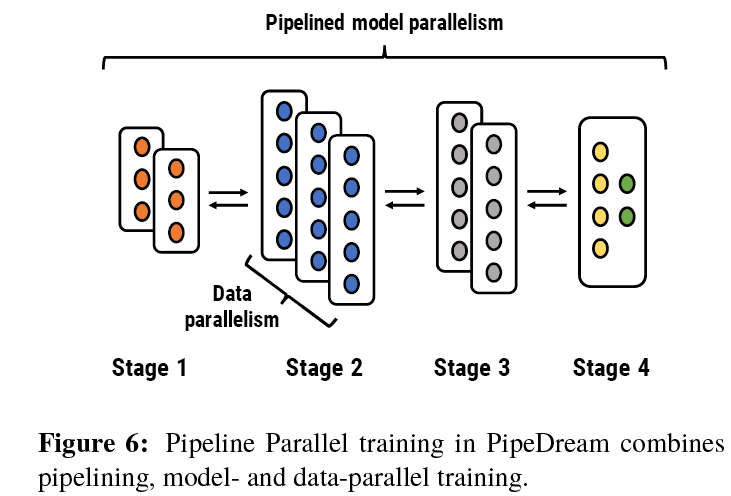 Pipelined model parallelism
Data
parallelism
Stage 1
Stage 2
Stage 3
Stage 4
Figure 6: Pipeline Parallel training in PipeDream combines
pipelining, model- and data-parallel training.